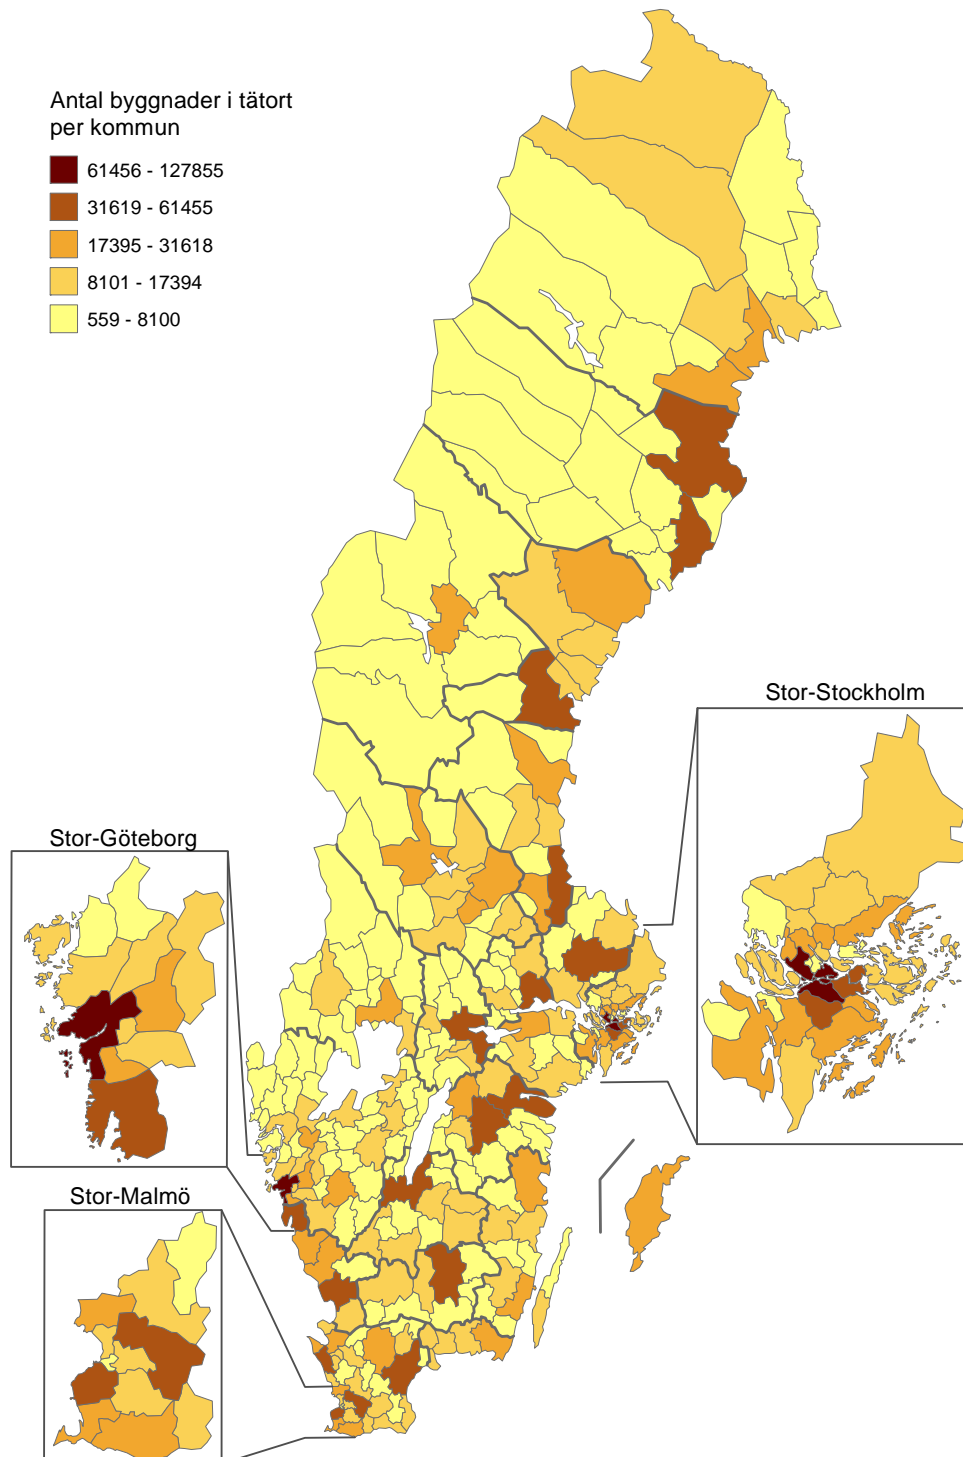 Antal byggnader i tätort
per kommun
61456 - 127855
31619 - 61455
17395 - 31618
8101 - 17394
559 - 8100
Stor-Stockholm
Stor-Göteborg
Stor-Malmö